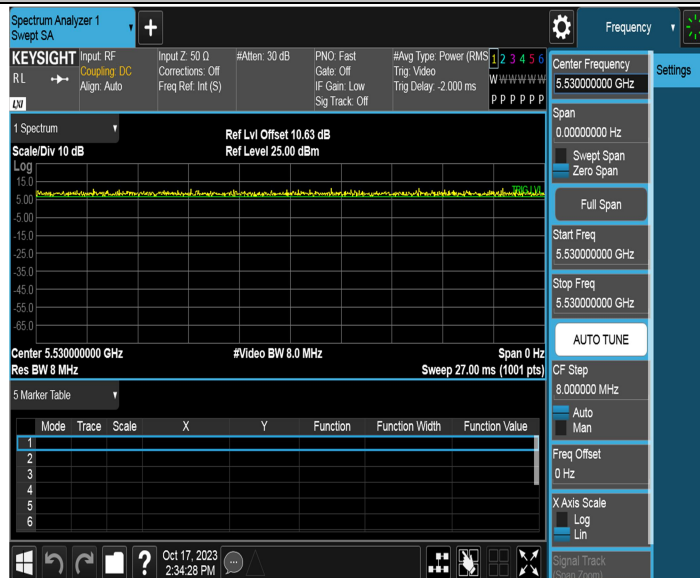 Spectrum Analyzer 1
Swept SA
Frequency
KEYSIGHT
RL
LXI
Input: RF
Coupling: DC
Align: Auto
Input Z: 50 Ω
Corrections: Off
Freq Ref: Int (S)
#Atten: 30 dB
PNO: Fast
Gate: Off
IF Gain: Low
Sig Track: Off
#Avg Type: Power (RMS
Trig: Video
Trig Delay: -2.000 ms
1 2 3 4 5 6
W W W W W W
P P P P P P
Settings
1 Spectrum
Scale/Div 10 dB
Ref Lvl Offset 10.63 dB
Ref Level 25.00 dBm
Log
15.0
5.00
-5.00
-15.0
-25.0
-35.0
-45.0
-55.0
-65.0
TRIG LVL
Center 5.530000000 GHz
#Video BW 8.0 MHz
Span 0 Hz
Res BW 8 MHz
Sweep 27.00 ms (1001 pts)
5 Marker Table
Mode Trace Scale X Y Function Function Width Function Value
1
2
3
4
5
6
Center Frequency
5.530000000 GHz
Span
0.00000000 Hz
Swept Span
Zero Span
Full Span
Start Freq
5.530000000 GHz
Stop Freq
5.530000000 GHz
AUTO TUNE
CF Step
8.000000 MHz
Auto
Man
Freq Offset
0 Hz
X Axis Scale
Log
Lin
Signal Track
(Span Zoom)
Oct 17, 2023
2:34:28 PM